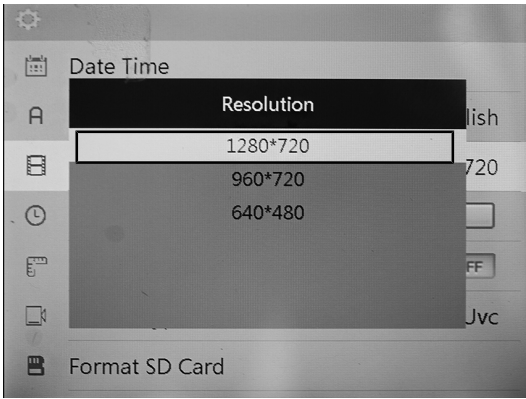 Date Time
Resolution
lish
1280*720
720
960*720
640*480
FF
Uvc
Format SD Card